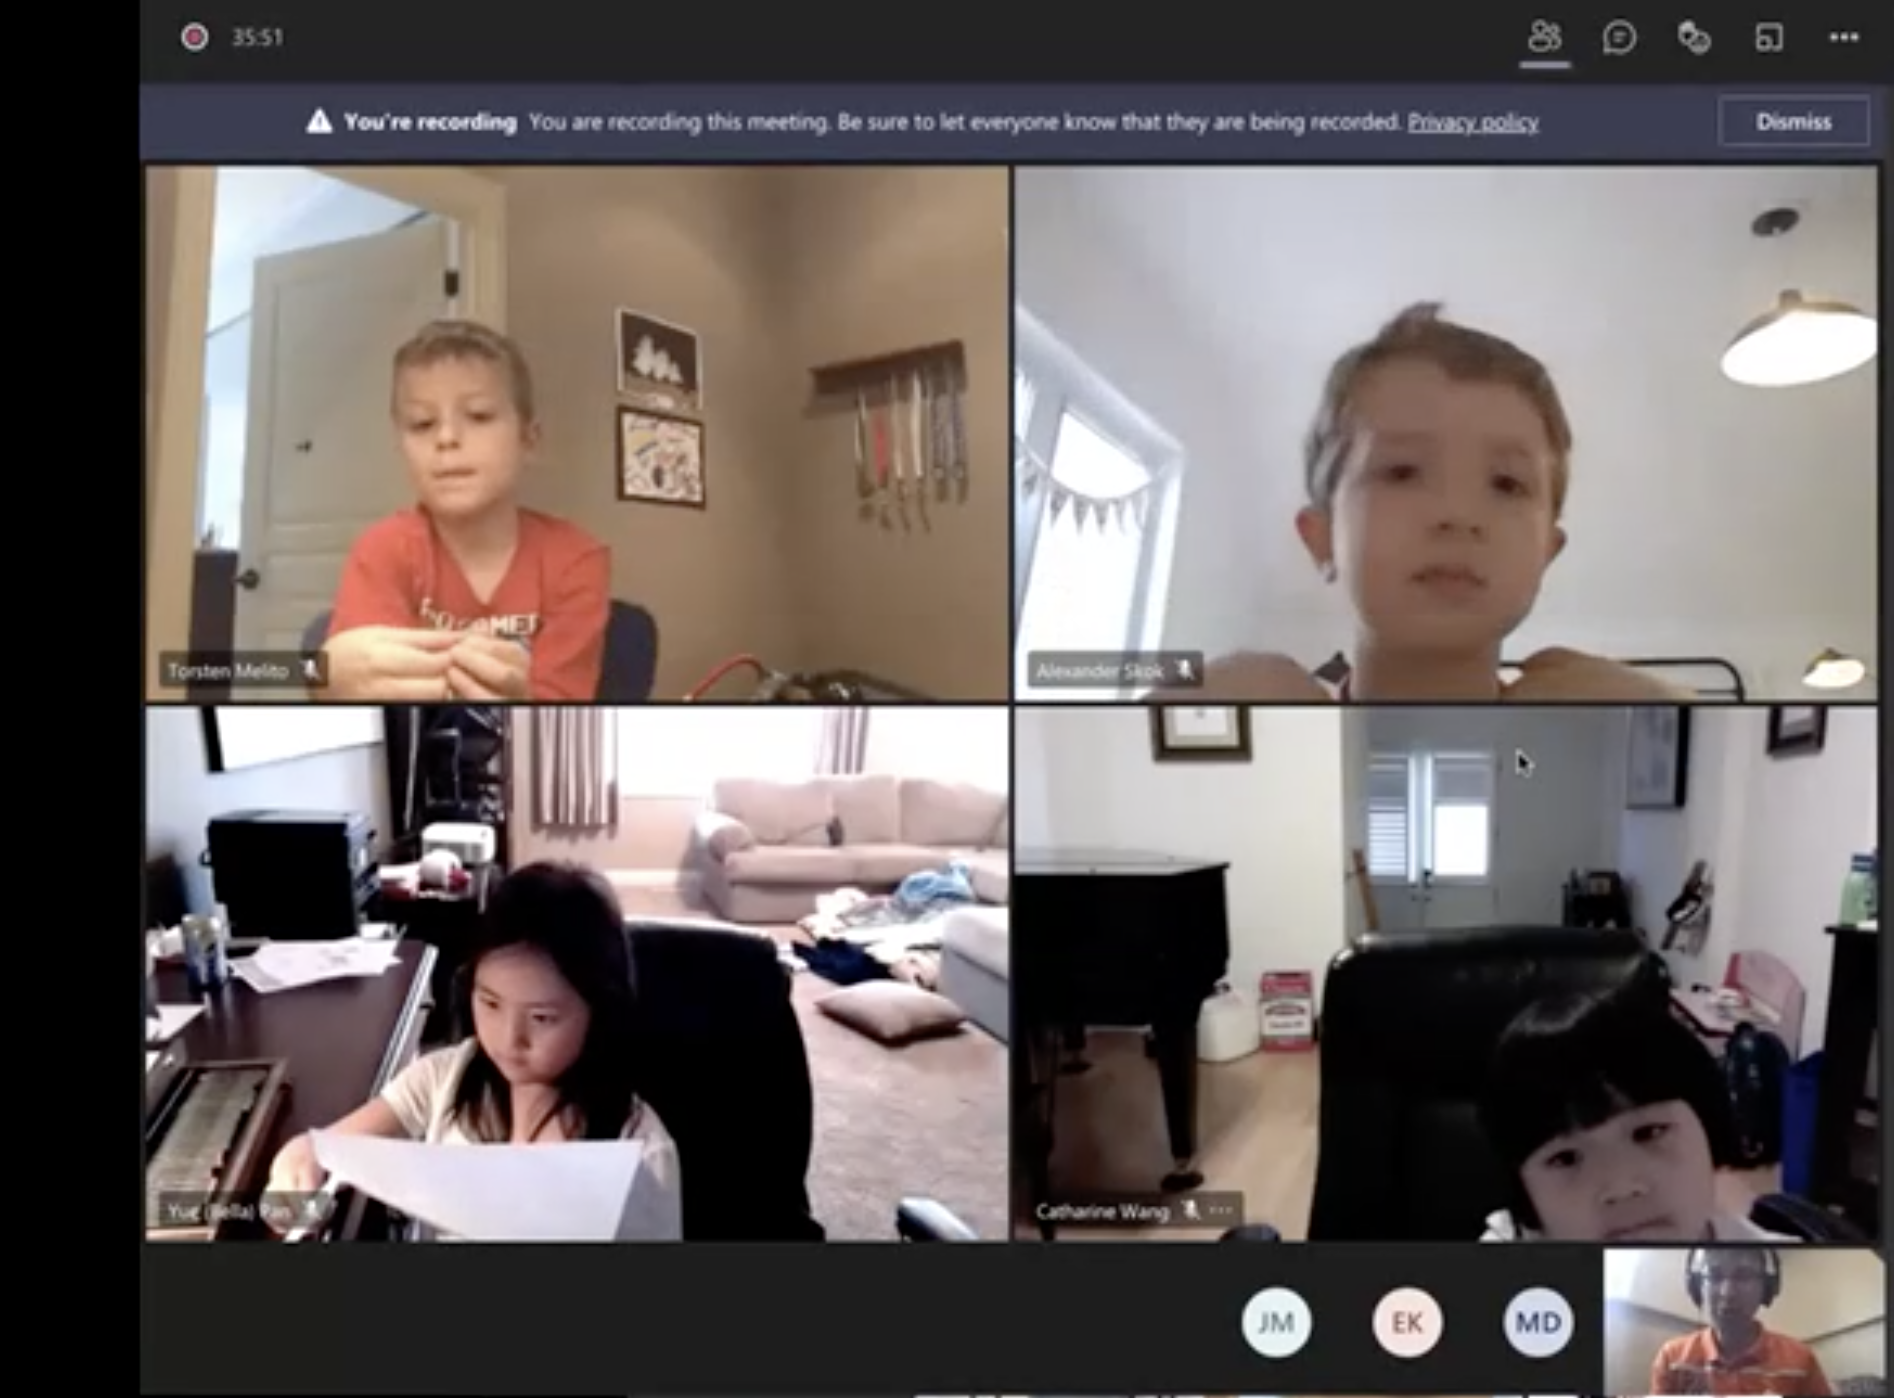 35:51
You're recording You are recording this meeting. Be sure to let everyone know that they are being recorded. Privacy policy
Dismiss
Torsten Melito
Alexander Skok
Yue (Bella) Pan
Catharine Wang
JM
EK
MD